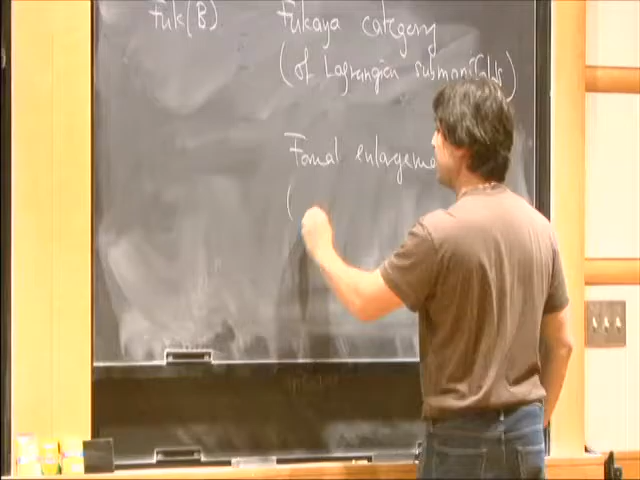 Fuk(B) Fukaya category
(of Lagrangian submanifolds)
Formal enlargeme
(